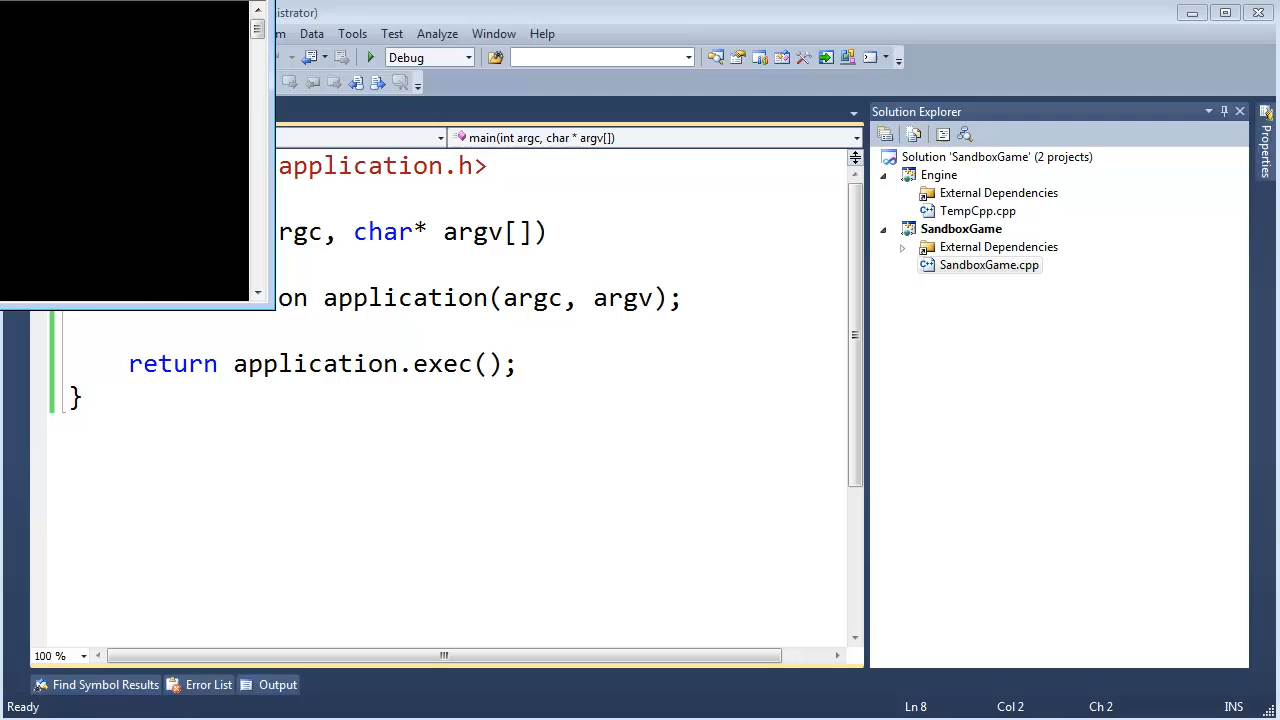 istrator)
m Data Tools Test Analyze Window Help
Debug
main(int argc, char * argv[])
application.h>
rgc, char* argv[])
on application(argc, argv);
return application.exec();
}
100 %
Solution Explorer
Solution 'SandboxGame' (2 projects)
Engine
External Dependencies
TempCpp.cpp
SandboxGame
External Dependencies
SandboxGame.cpp
Properties
Find Symbol Results Error List Output
Ready Ln 8 Col 2 Ch 2 INS